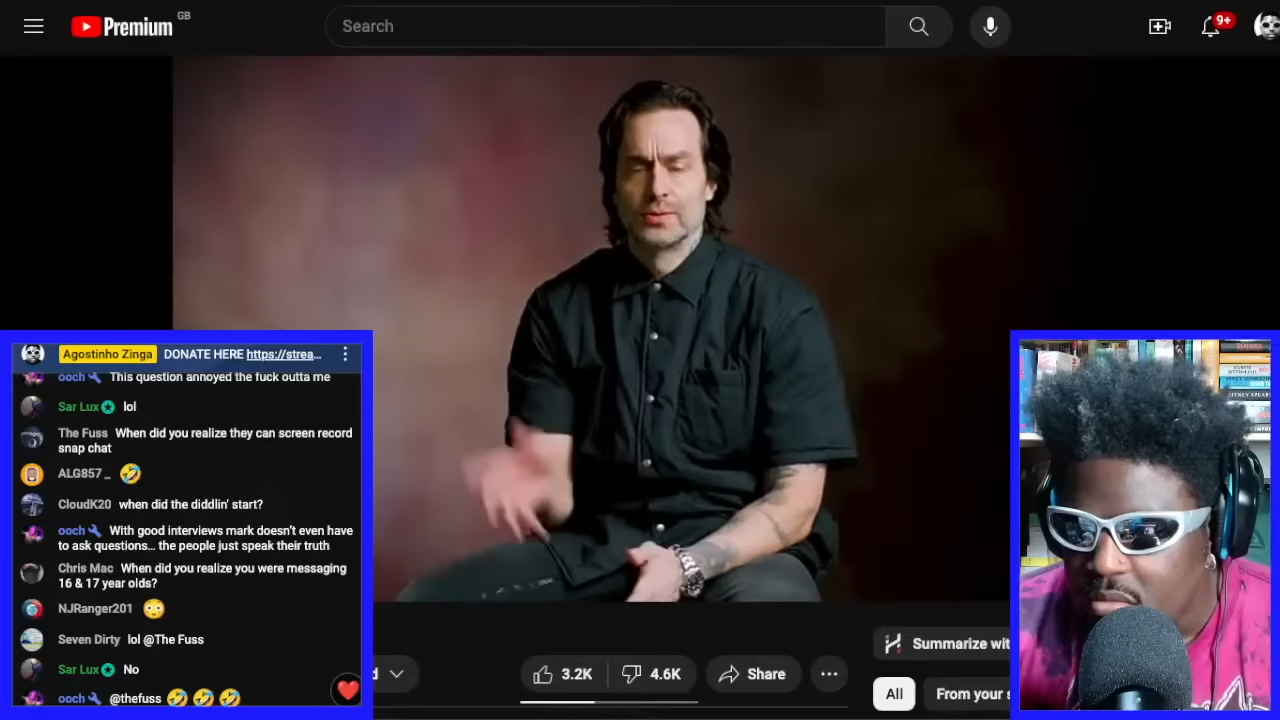 Premium GB
Search
9+
Agostinho Zinga DONATE HERE https://strea...
ooch This question annoyed the fuck outta me
Sar Lux lol
The Fuss When did you realize they can screen record
snap chat
ALG857_ 🤣
CloudK20 when did the diddlin' start?
ooch With good interviews mark doesn't even have
to ask questions... the people just speak their truth
Chris Mac When did you realize you were messaging
16 & 17 year olds?
NJRanger201 😳
Seven Dirty lol @The Fuss
Sar Lux No
ooch @thefuss 🤣🤣🤣
d
3.2K
4.6K
Share
Summarize wit
All
From your s